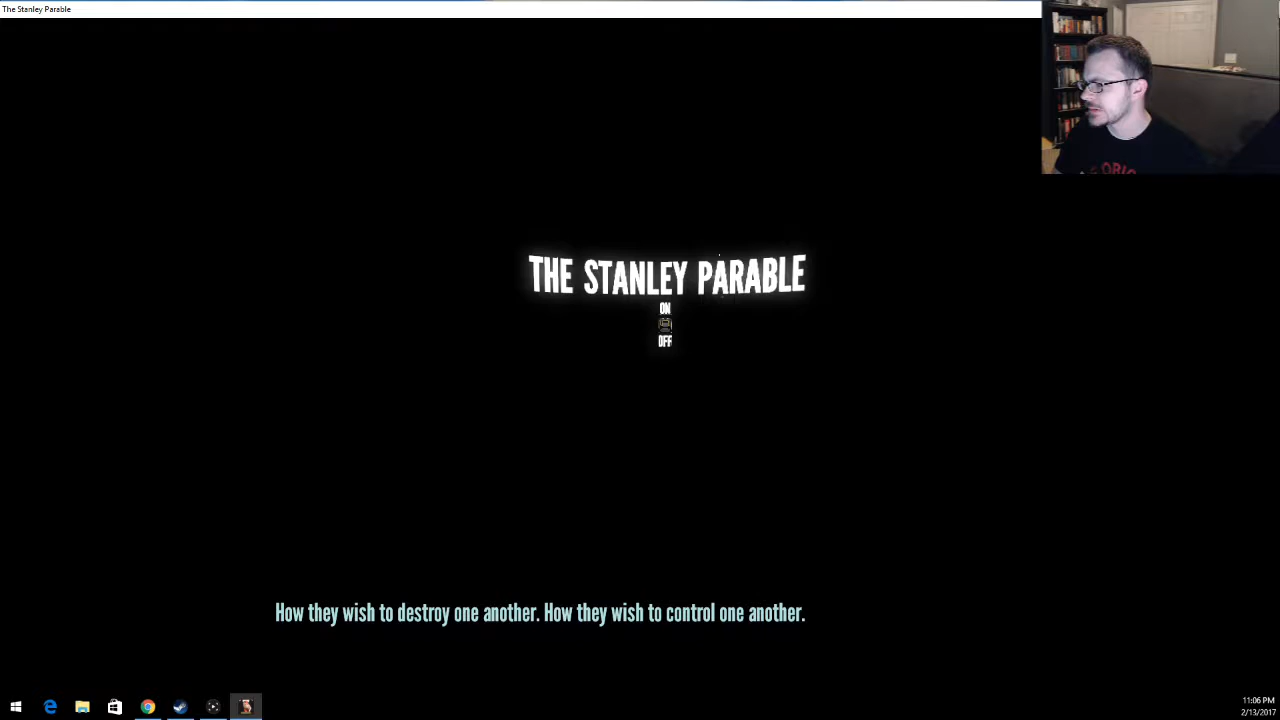 The Stanley Parable
THE STANLEY PARABLE
ON
OFF
How they wish to destroy one another. How they wish to control one another.
11:06 PM
2/13/2017